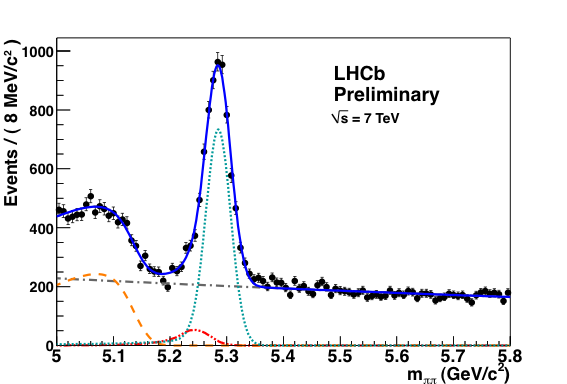 1000
800
600
400
200
0
Events / ( 8 MeV/c² )
LHCb
Preliminary
√s = 7 TeV
5 5.1 5.2 5.3 5.4 5.5 5.6 5.7 5.8
mππ (GeV/c²)